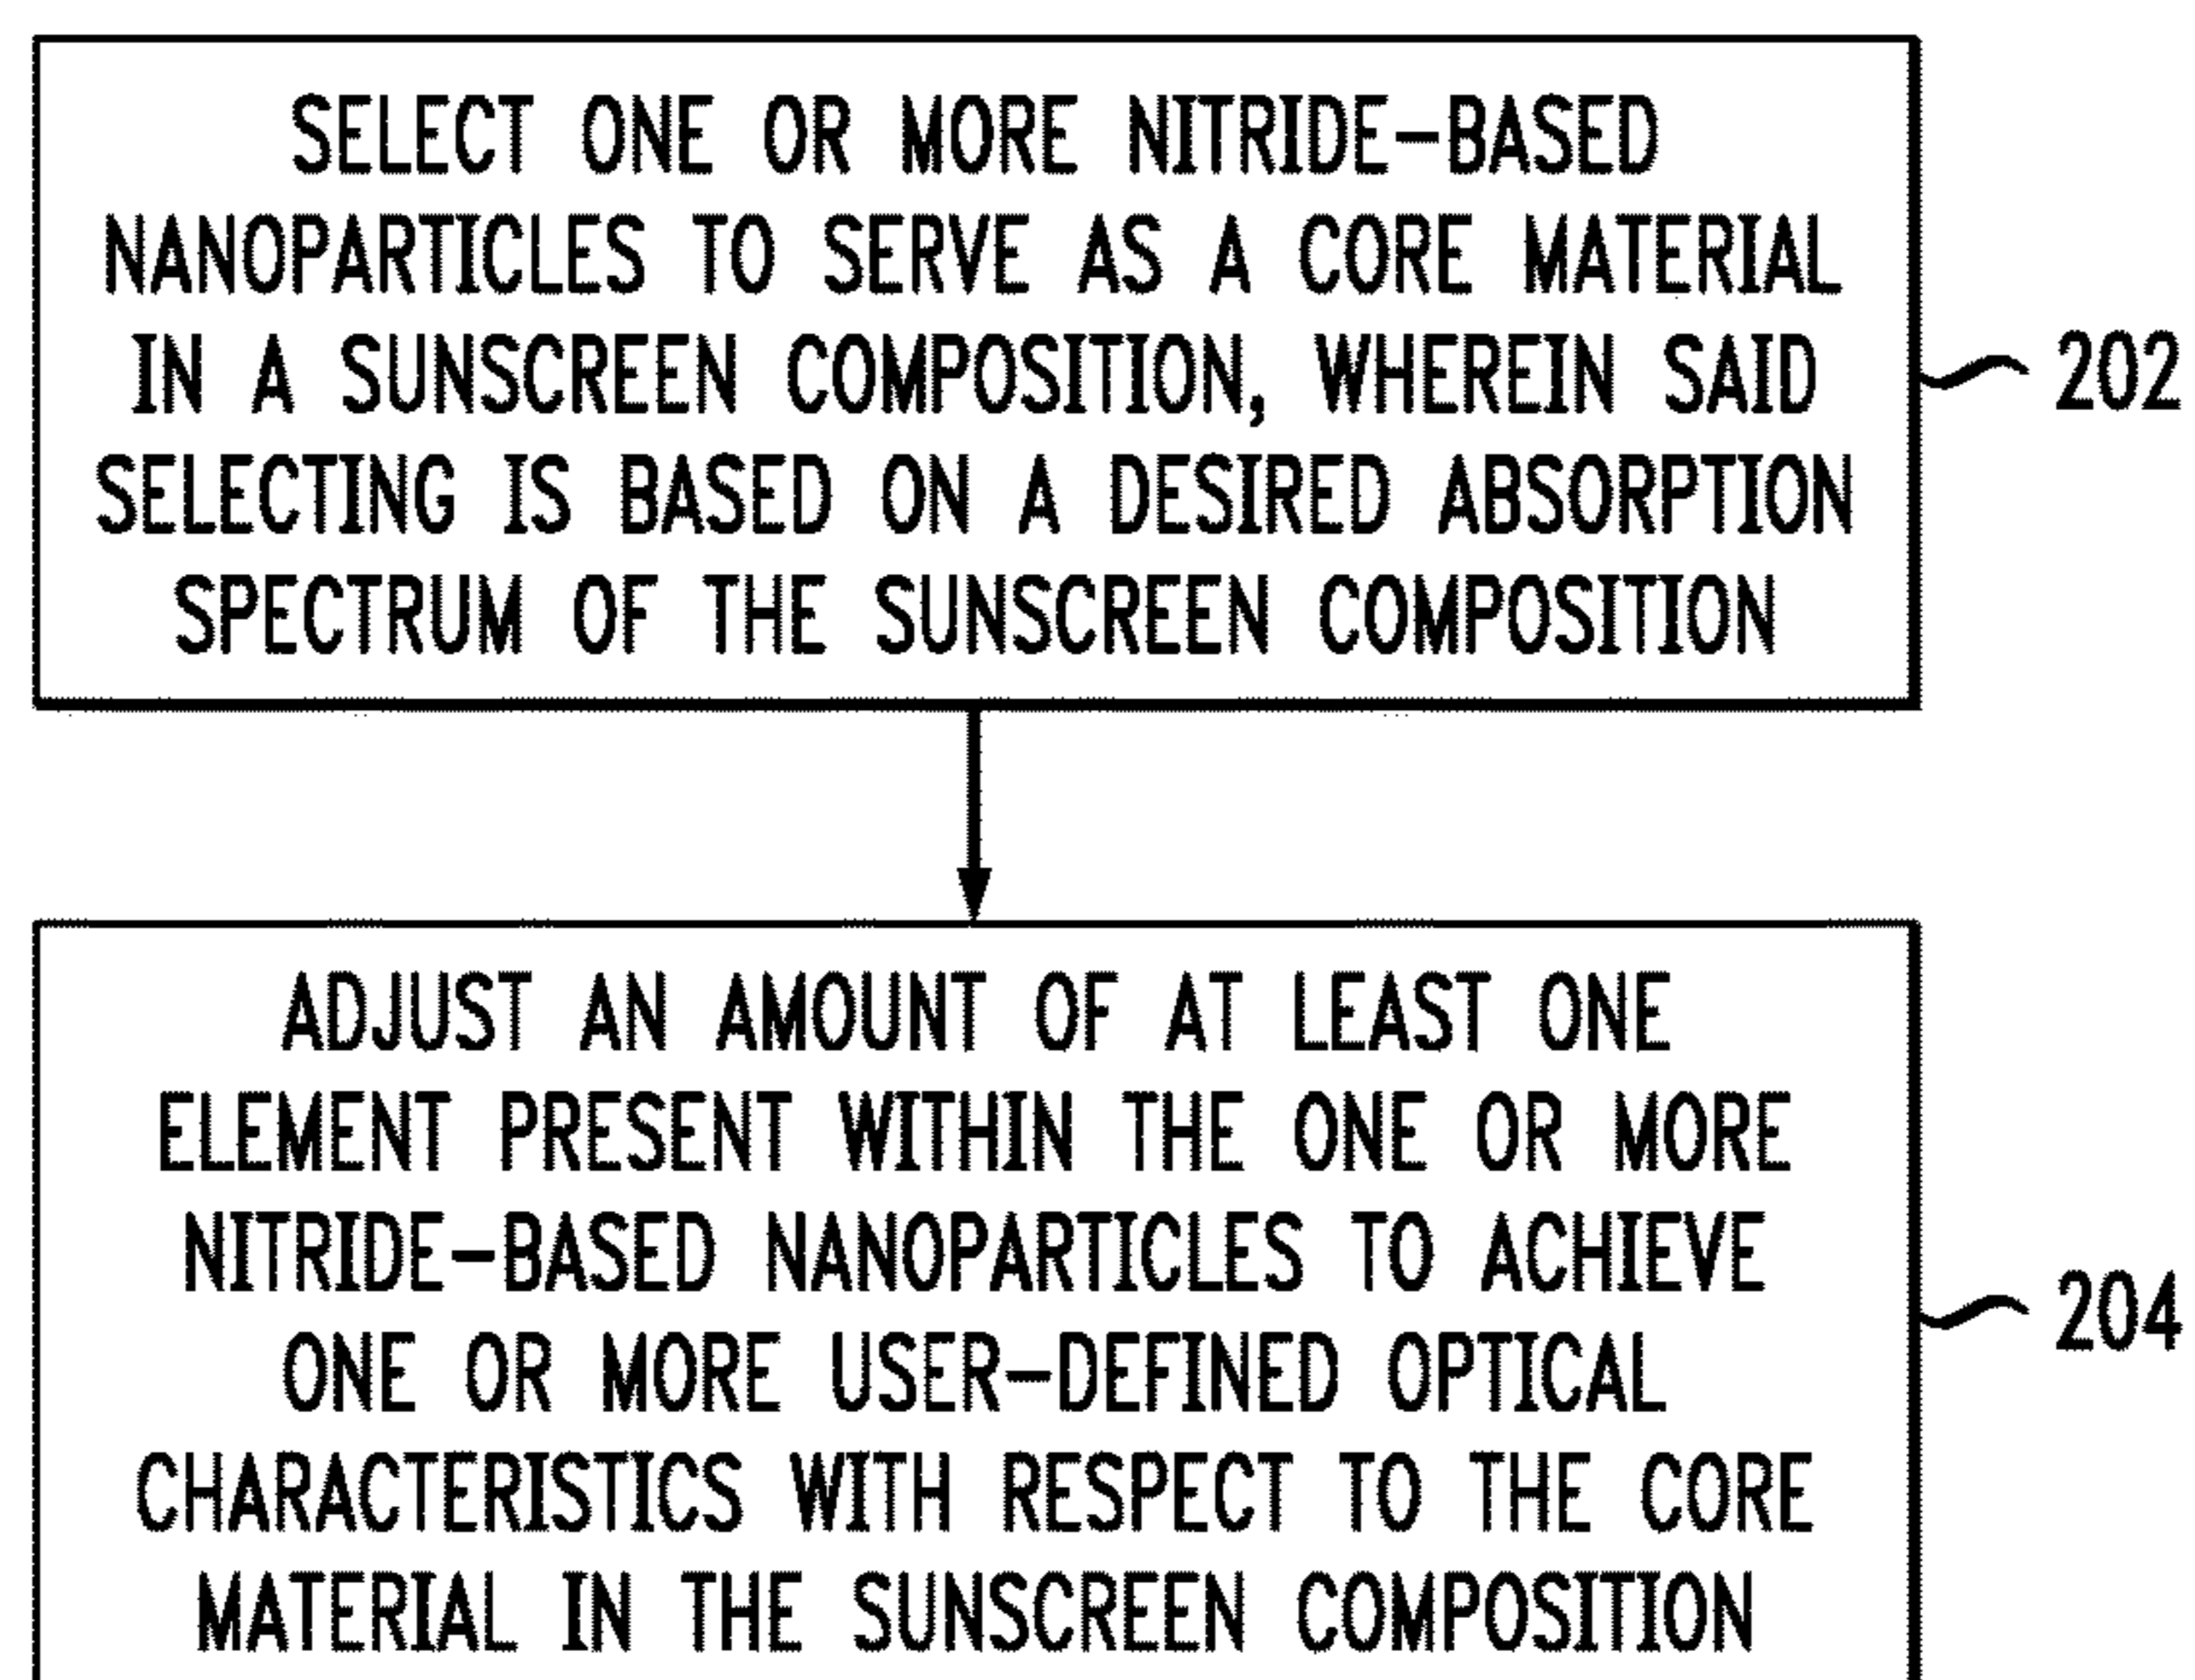 SELECT ONE OR MORE NITRIDE-BASED
NANOPARTICLES TO SERVE AS A CORE MATERIAL
IN A SUNSCREEN COMPOSITION, WHEREIN SAID
SELECTING IS BASED ON A DESIRED ABSORPTION
SPECTRUM OF THE SUNSCREEN COMPOSITION
202
ADJUST AN AMOUNT OF AT LEAST ONE
ELEMENT PRESENT WITHIN THE ONE OR MORE
NITRIDE-BASED NANOPARTICLES TO ACHIEVE
ONE OR MORE USER-DEFINED OPTICAL
CHARACTERISTICS WITH RESPECT TO THE CORE
MATERIAL IN THE SUNSCREEN COMPOSITION
204